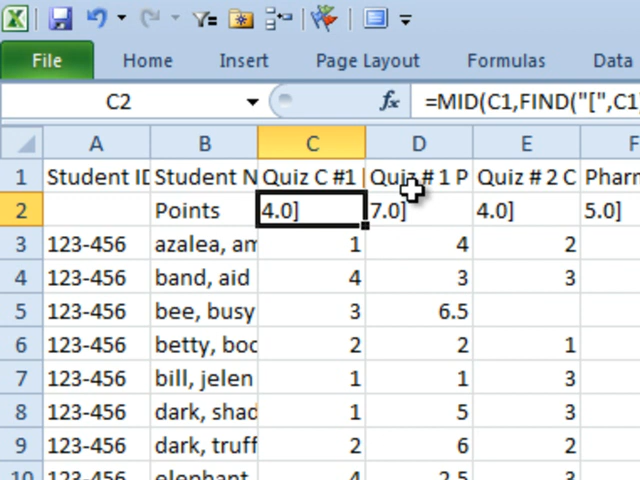 File Home Insert Page Layout Formulas Data
C2 fx =MID(C1,FIND("[",C1
A B C D E F
1 Student ID Student N Quiz C #1 Quiz # 1 P Quiz # 2 C Pharm
2 Points 4.0] 7.0] 4.0] 5.0]
3 123-456 azalea, am 1 4 2
4 123-456 band, aid 4 3 3
5 123-456 bee, busy 3 6.5
6 123-456 betty, boo 2 2 1
7 123-456 bill, jelen 1 1 3
8 123-456 dark, shad 1 5 3
9 123-456 dark, truff 2 6 2
10 123-456 elephant 4 2.5 3